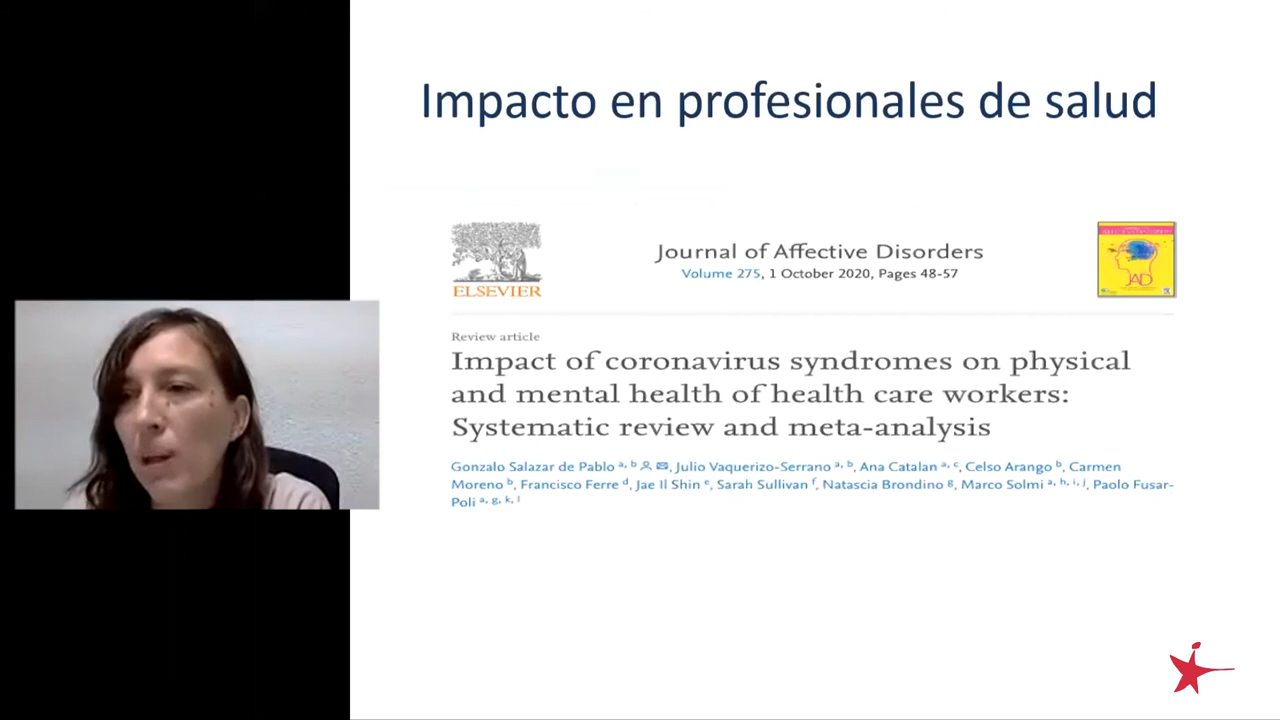 Impacto en profesionales de salud
ELSEVIER
Journal of Affective Disorders
Volume 275, 1 October 2020, Pages 48-57
JAD
Review article
Impact of coronavirus syndromes on physical
and mental health of health care workers:
Systematic review and meta-analysis
Gonzalo Salazar de Pablo a, b, Julio Vaquerizo-Serrano a, b, Ana Catalan a, c, Celso Arango b, Carmen
Moreno b, Francisco Ferre d, Jae Il Shin e, Sarah Sullivan f, Natascia Brondino g, Marco Solmi a, h, i, j, Paolo Fusar-
Poli a, g, k, l